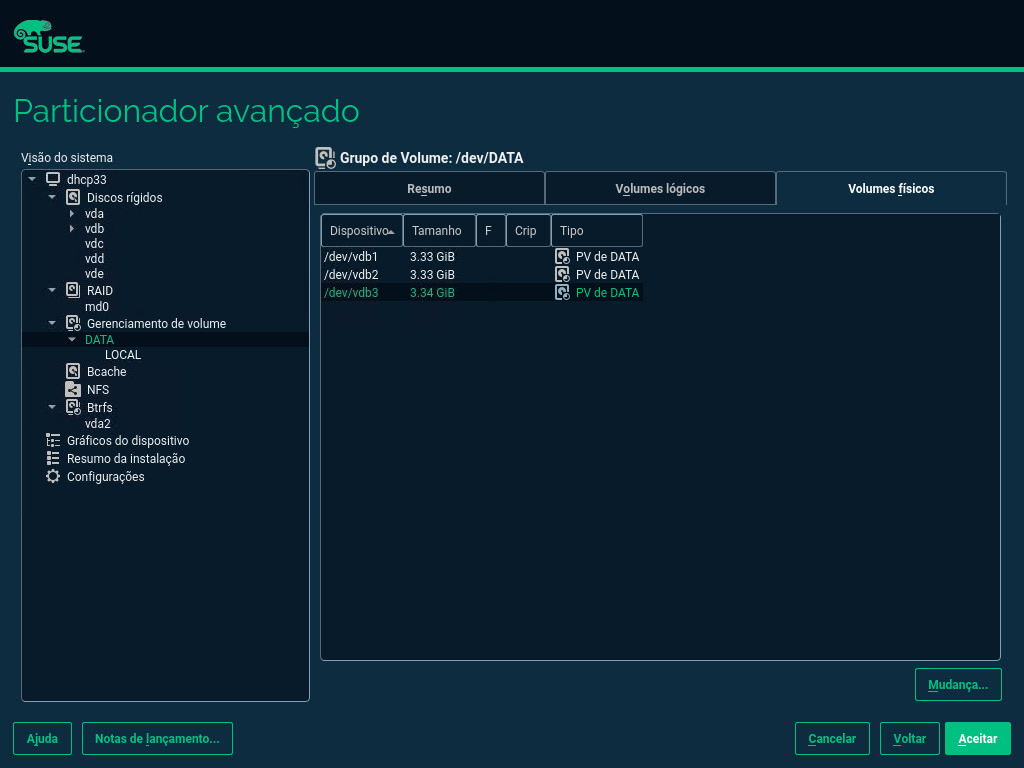 SUSE
Particionador avançado
Visão do sistema
dhcp33
Discos rígidos
vda
vdb
vdc
vdd
vde
RAID
md0
Gerenciamento de volume
DATA
LOCAL
Bcache
NFS
Btrfs
vda2
Gráficos do dispositivo
Resumo da instalação
Configurações
Grupo de Volume: /dev/DATA
Resumo Volumes lógicos Volumes físicos
Dispositivo Tamanho F Crip Tipo
/dev/vdb1 3.33 GiB PV de DATA
/dev/vdb2 3.33 GiB PV de DATA
/dev/vdb3 3.34 GiB PV de DATA
Mudança...
Ajuda Notas de lançamento... Cancelar Voltar Aceitar